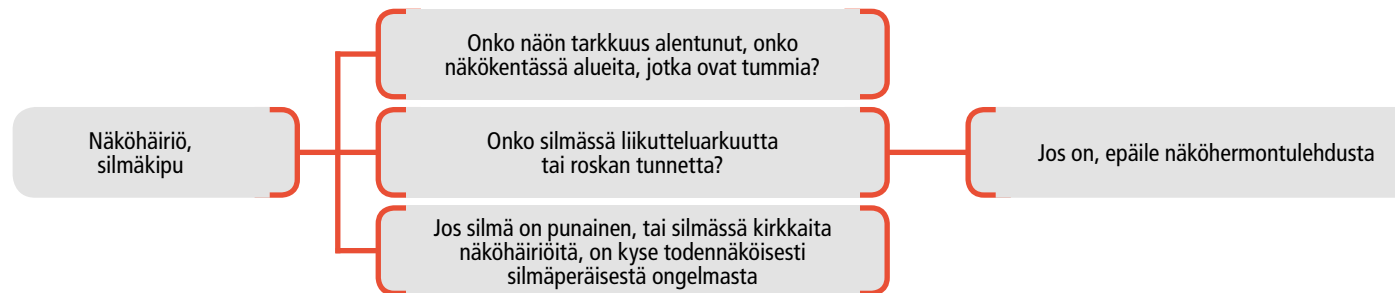 Onko näön tarkkuus alentunut, onko
näkökentässä alueita, jotka ovat tummia?
Näköhäiriö,
silmäkipu
Onko silmässä liikutteluarkuutta
tai roskan tunnetta?
Jos on, epäile näköhermontulehdusta
Jos silmä on punainen, tai silmässä kirkkaita
näköhäiriöitä, on kyse todennäköisesti
silmäperäisestä ongelmasta